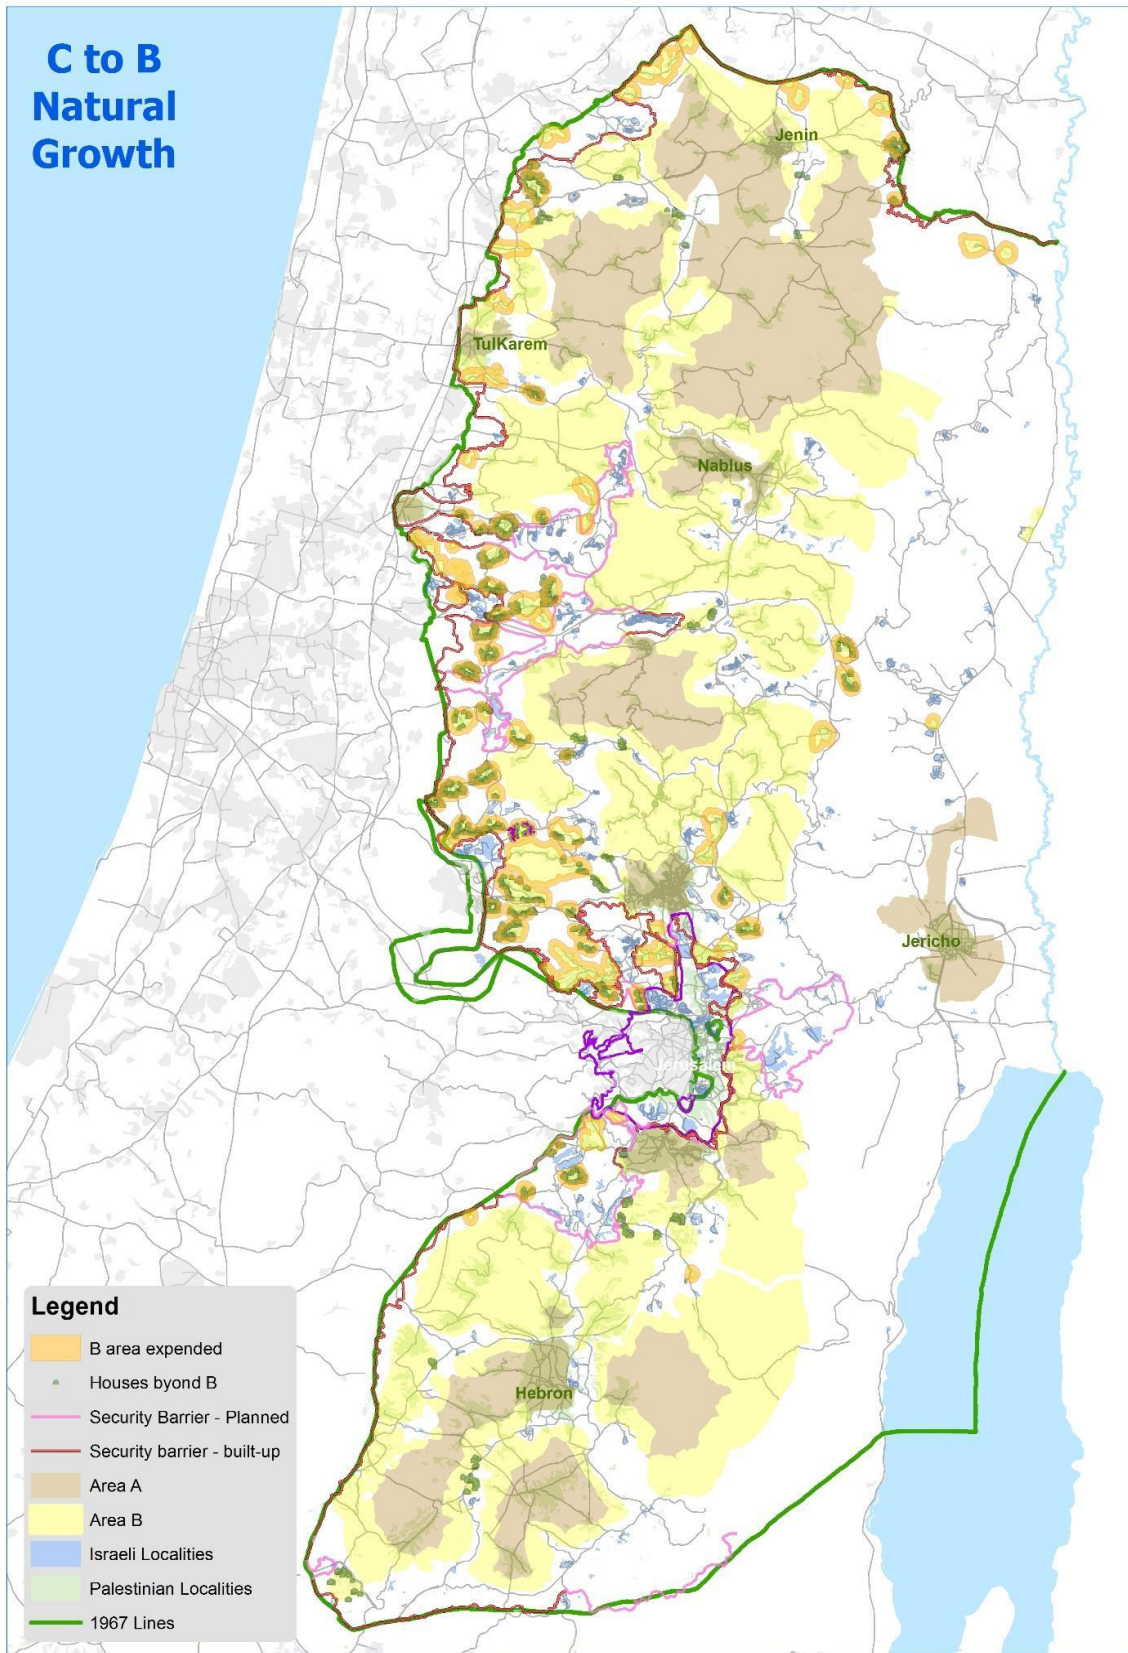 C to B
Natural
Growth
Jenin
TulKarem
Nablus
Jericho
Jerusalem
Hebron
Legend
B area expended
Houses byond B
Security Barrier - Planned
Security barrier - built-up
Area A
Area B
Israeli Localities
Palestinian Localities
1967 Lines